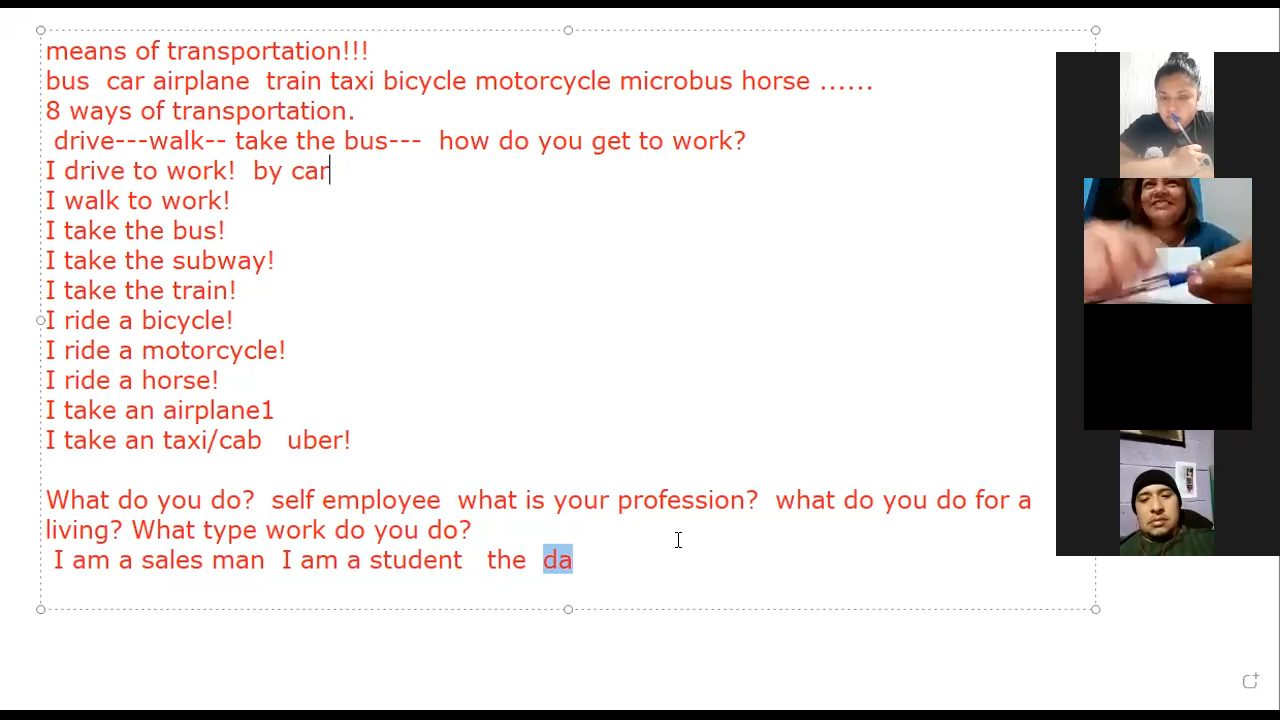 means of transportation!!!
bus car airplane train taxi bicycle motorcycle microbus horse ......
8 ways of transportation.
drive---walk-- take the bus--- how do you get to work?
I drive to work! by car
I walk to work!
I take the bus!
I take the subway!
I take the train!
I ride a bicycle!
I ride a motorcycle!
I ride a horse!
I take an airplane1
I take an taxi/cab uber!
What do you do? self employee what is your profession? what do you do for a
living? What type work do you do?
I am a sales man I am a student the da